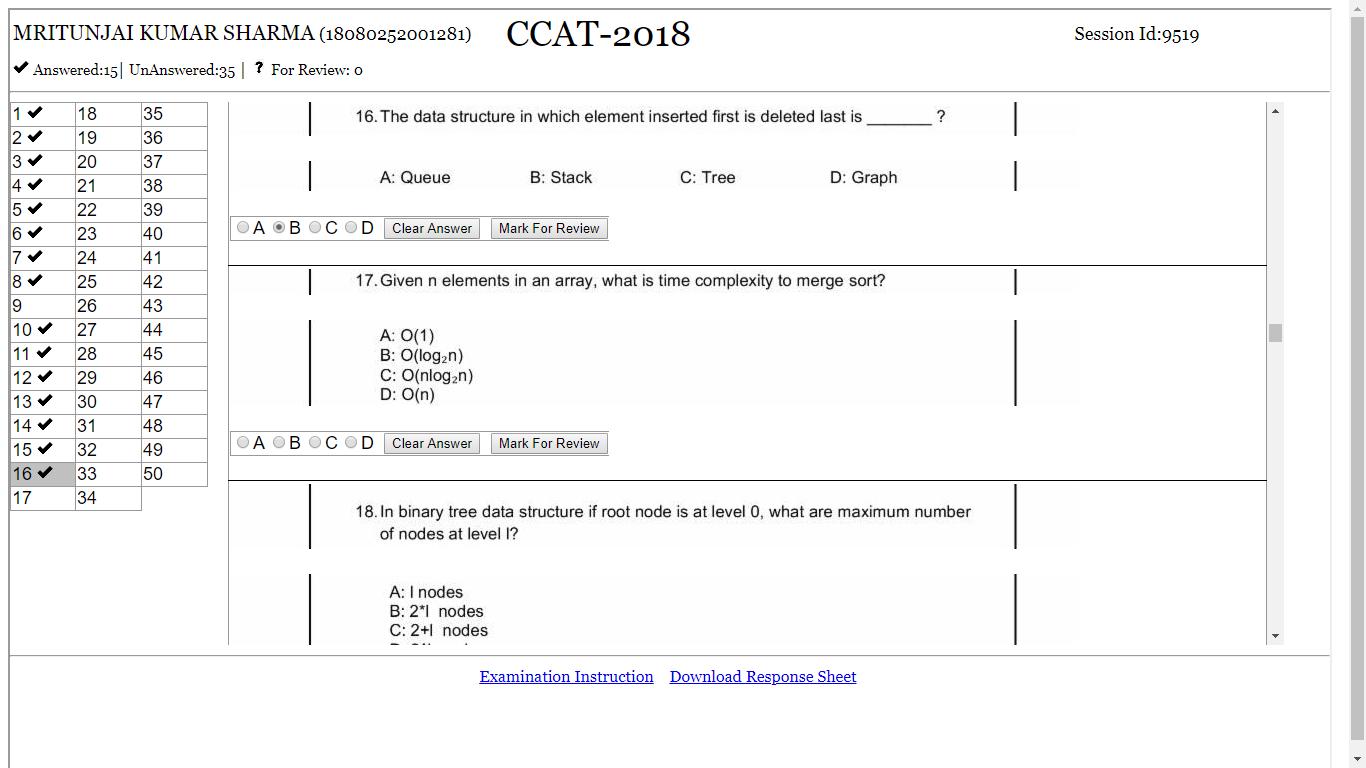 MRITUNJAI KUMAR SHARMA (18080252001281) CCAT-2018 Session Id:9519
Answered:15| UnAnswered:35 | ? For Review: 0
1 18 35
2 19 36
3 20 37
4 21 38
5 22 39
6 23 40
7 24 41
8 25 42
9 26 43
10 27 44
11 28 45
12 29 46
13 30 47
14 31 48
15 32 49
16 33 50
17 34
16. The data structure in which element inserted first is deleted last is _______ ?
A: Queue B: Stack C: Tree D: Graph
A B C D Clear Answer Mark For Review
17. Given n elements in an array, what is time complexity to merge sort?
A: O(1)
B: O(log₂n)
C: O(nlog₂n)
D: O(n)
A B C D Clear Answer Mark For Review
18. In binary tree data structure if root node is at level 0, what are maximum number
of nodes at level l?
A: l nodes
B: 2*l nodes
C: 2+l nodes
Examination Instruction Download Response Sheet